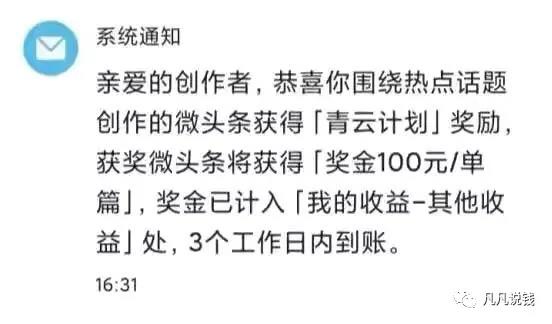 系统通知
亲爱的创作者，恭喜你围绕热点话题
创作的微头条获得「青云计划」奖励，
获奖微头条将获得「奖金100元/单
篇」，奖金已计入「我的收益-其他收
益」处，3个工作日内到账。
16:31
凡凡说钱